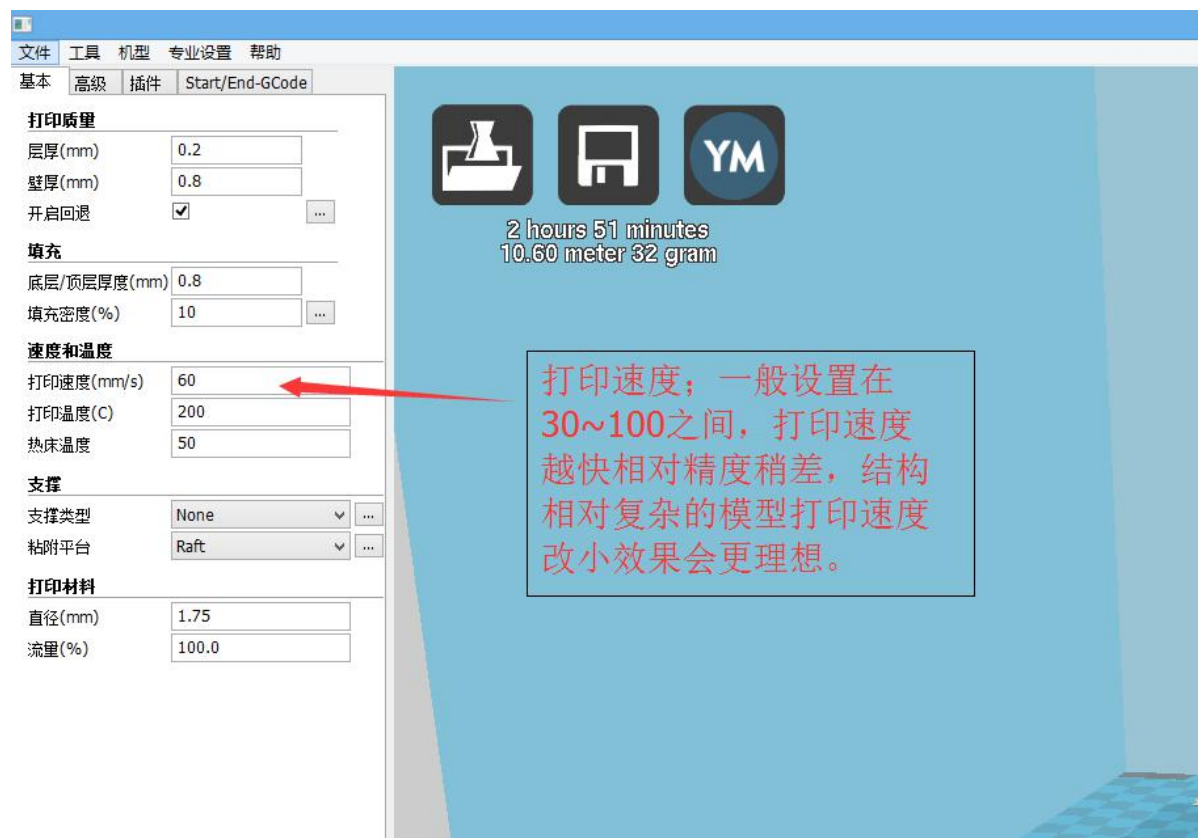 文件 工具 机型 专业设置 帮助
基本 高级 插件 Start/End-GCode
打印质量
层厚(mm) 0.2
壁厚(mm) 0.8
开启回退 ...
填充
底层/顶层厚度(mm) 0.8
填充密度(%) 10 ...
速度和温度
打印速度(mm/s) 60
打印温度(C) 200
热床温度 50
支撑
支撑类型 None ...
粘附平台 Raft ...
打印材料
直径(mm) 1.75
流量(%) 100.0
YM
2 hours 51 minutes
10.60 meter 32 gram
打印速度；一般设置在
30~100之间，打印速度
越快相对精度稍差，结构
相对复杂的模型打印速度
改小效果会更理想。